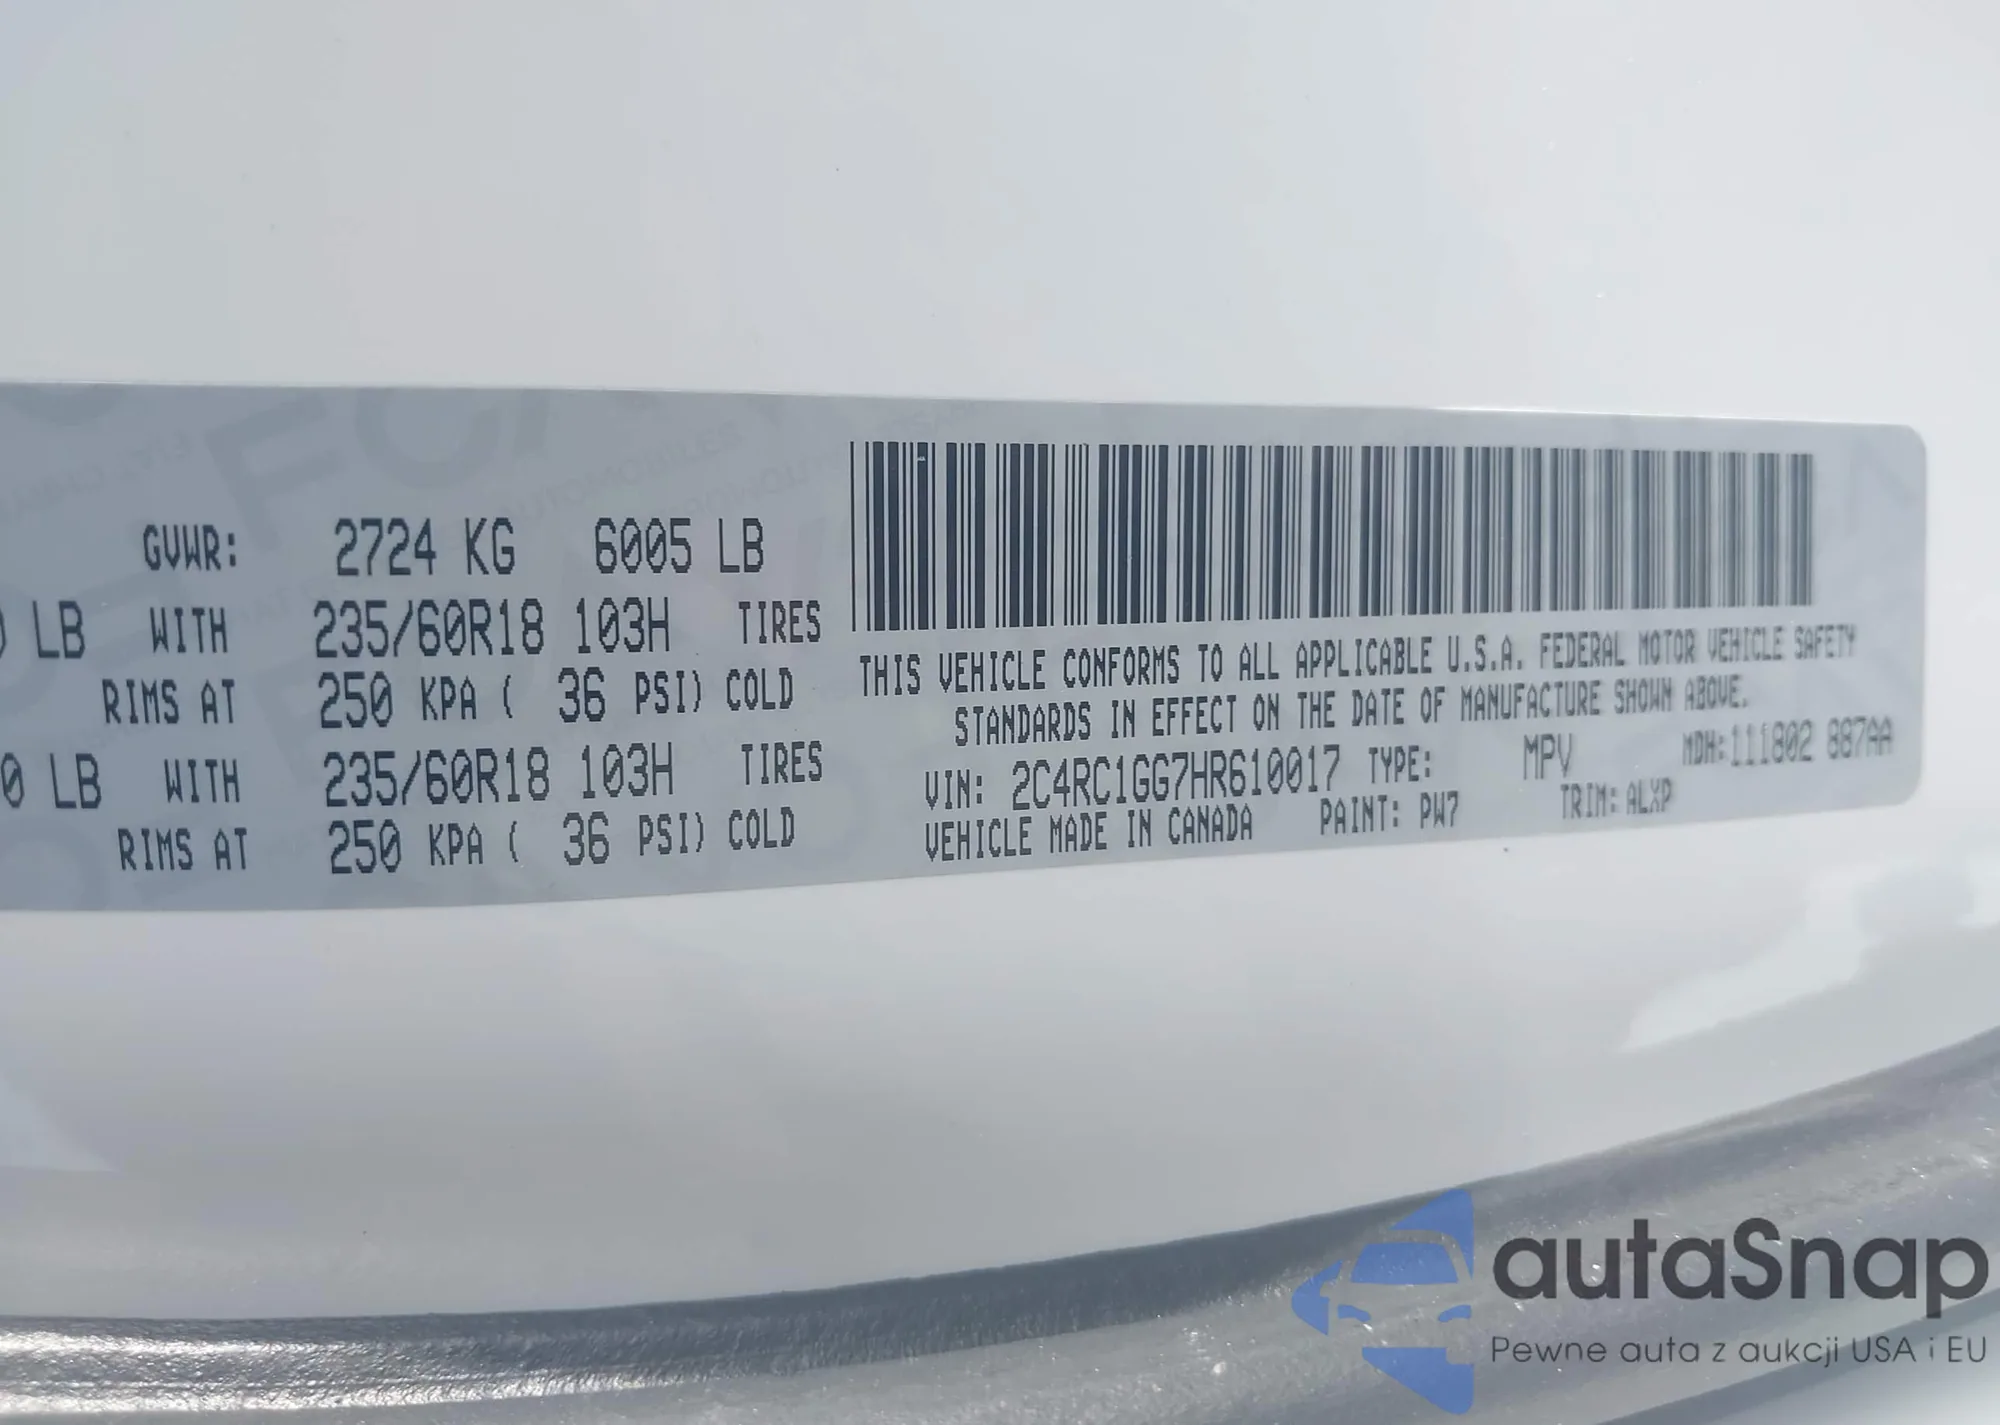 GVWR: 2724 KG 6005 LB
LB WITH 235/60R18 103H TIRES
RIMS AT 250 KPA ( 36 PSI) COLD
0 LB WITH 235/60R18 103H TIRES
RIMS AT 250 KPA ( 36 PSI) COLD
THIS VEHICLE CONFORMS TO ALL APPLICABLE U.S.A. FEDERAL MOTOR VEHICLE SAFETY
STANDARDS IN EFFECT ON THE DATE OF MANUFACTURE SHOWN ABOVE.
VIN: 2C4RC1GG7HR610017 TYPE: MPV MDH:111802 887AA
VEHICLE MADE IN CANADA PAINT: PW7 TRIM: ALXP
autaSnap
Pewne auta z aukcji USA i EU